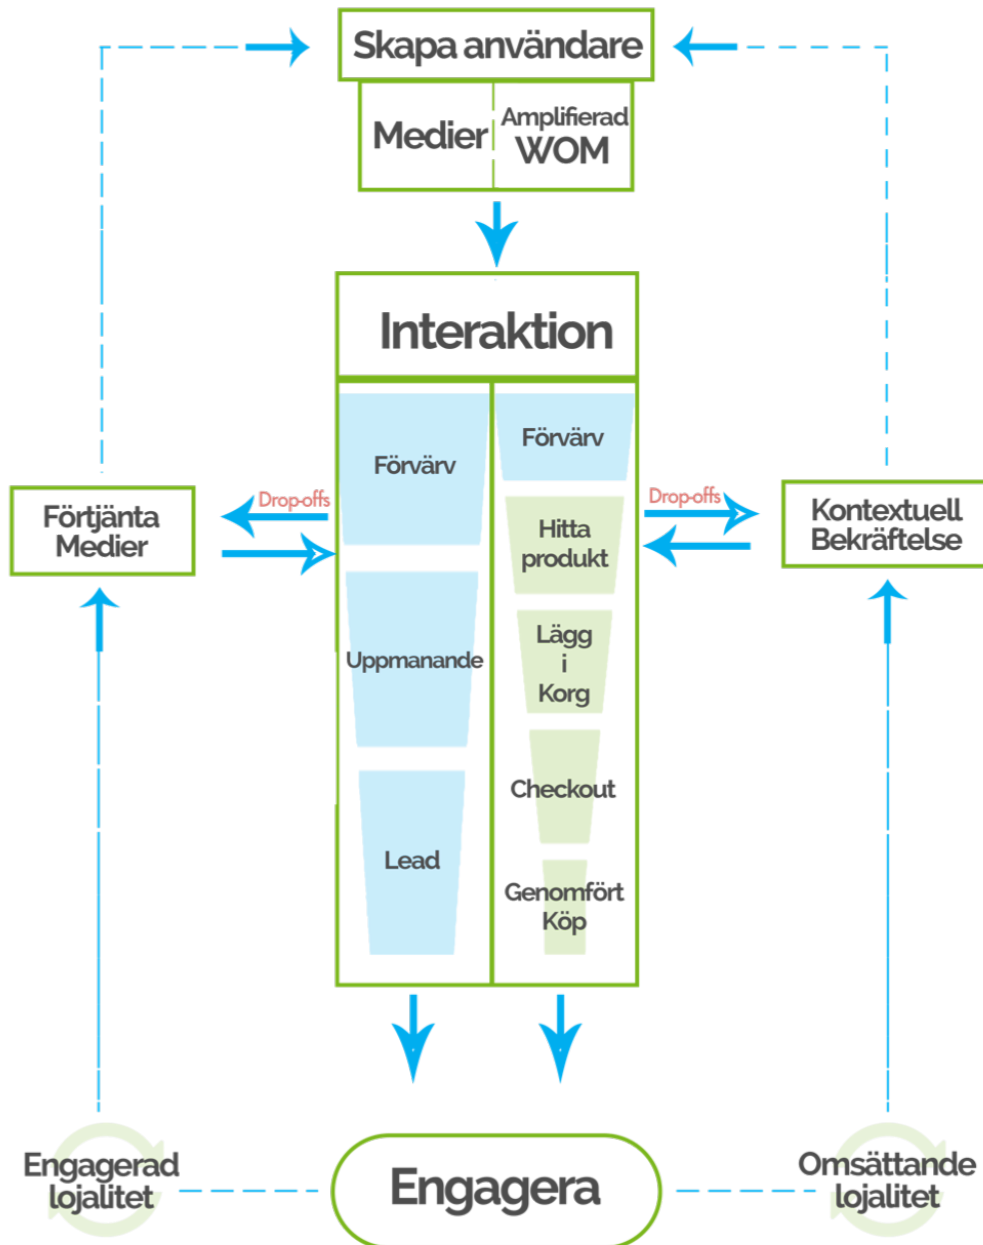 Skapa användare
Medier
Amplifierad
WOM
Interaktion
Förvärv
Uppmanande
Lead
Förvärv
Hitta
produkt
Lägg
i
Korg
Checkout
Genomfört
Köp
Drop-offs
Förtjänta
Medier
Drop-offs
Kontextuell
Bekräftelse
Engagerad
lojalitet
Engagera
Omsättande
lojalitet